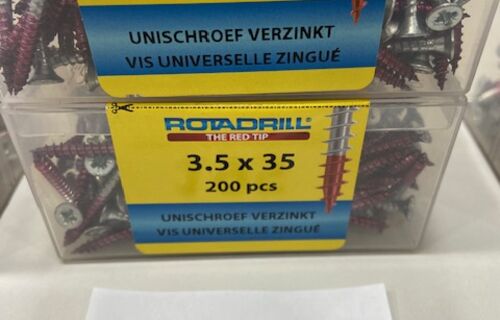 UNISCHROEF VERZINKT
VIS UNIVERSELLE ZINGUÉ
ROTADRILL®
THE RED TIP
3.5 x 35
200 pcs
UNISCHROEF VERZINKT
VIS UNIVERSELLE ZINGUÉ